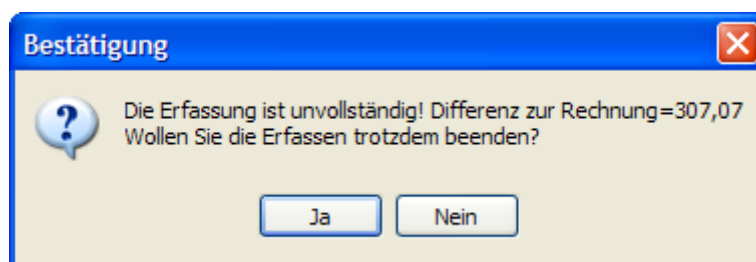 Bestätigung
Die Erfassung ist unvollständig! Differenz zur Rechnung=307,07
Wollen Sie die Erfassen trotzdem beenden?
Ja
Nein